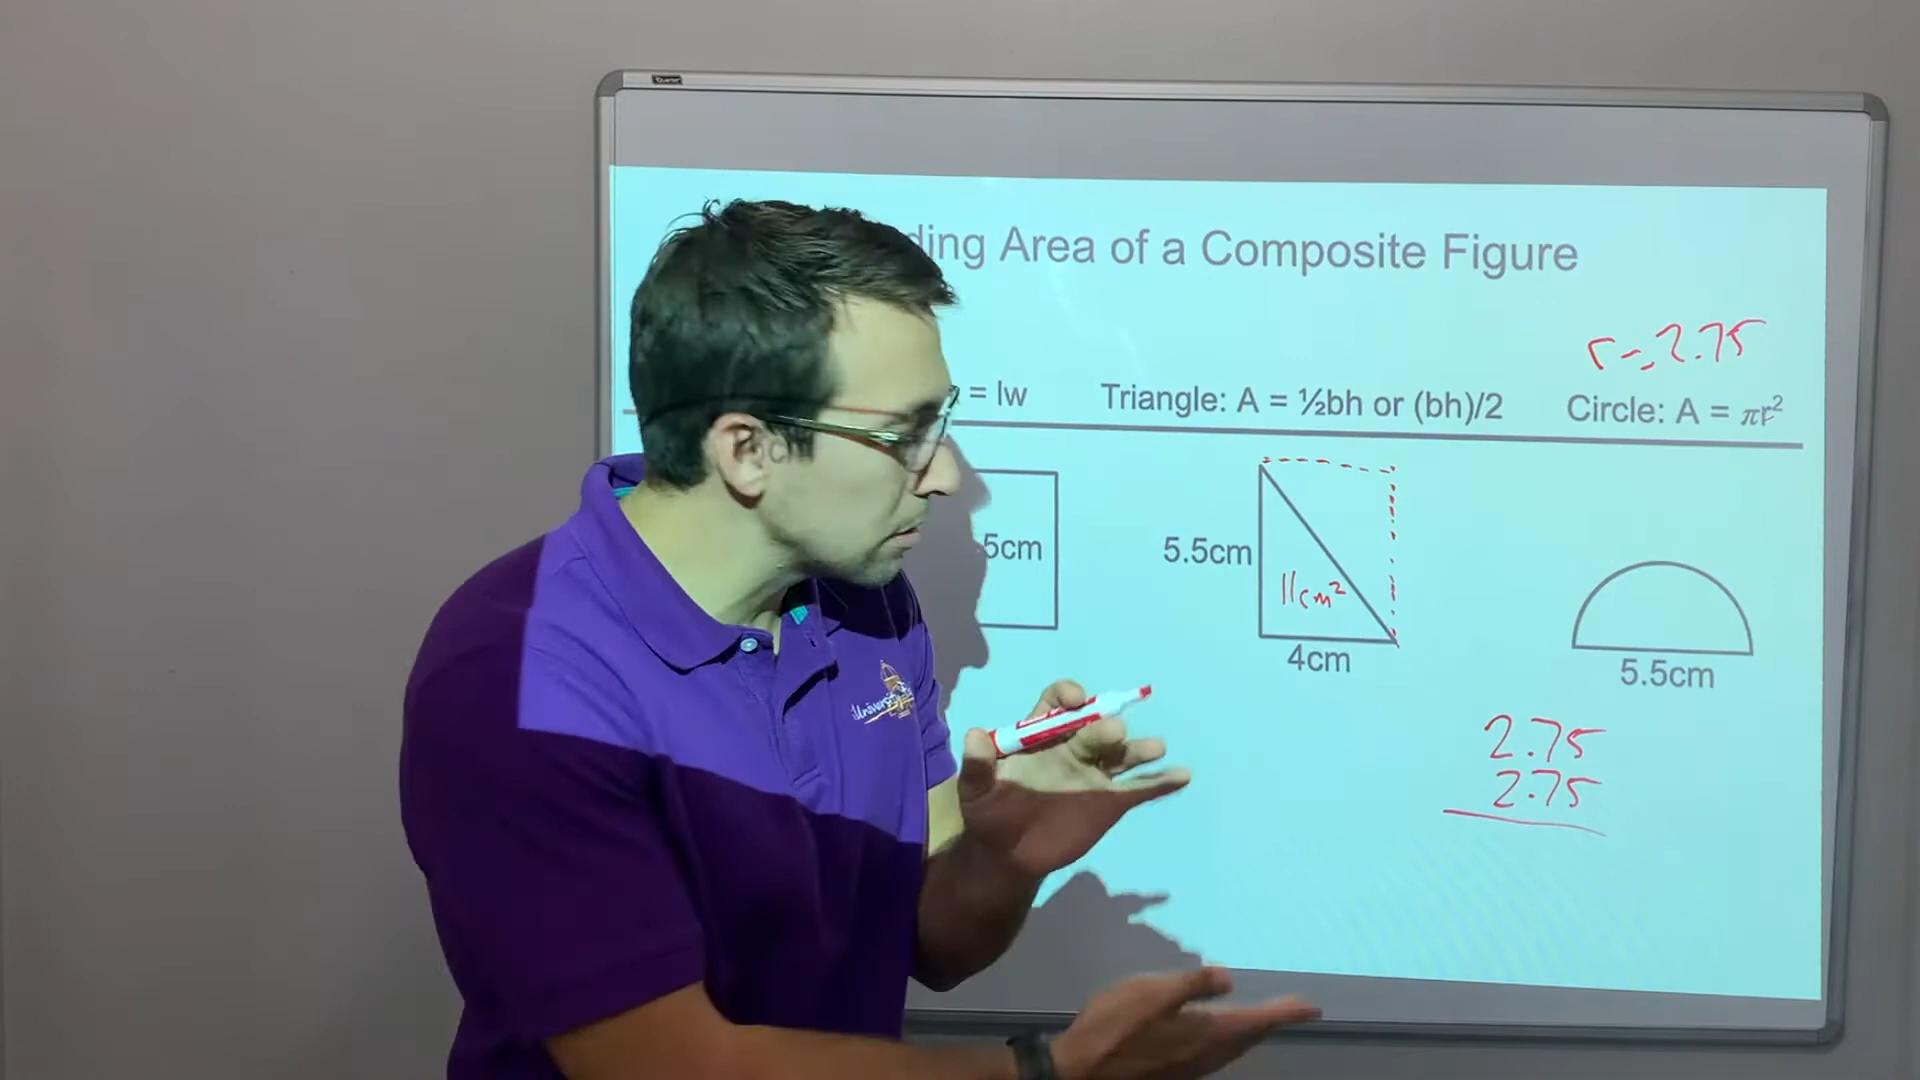 ding Area of a Composite Figure
r = 2.75
= lw
Triangle: A = ½bh or (bh)/2
Circle: A = πr²
5cm
5.5cm
11cm²
4cm
5.5cm
2.75
2.75